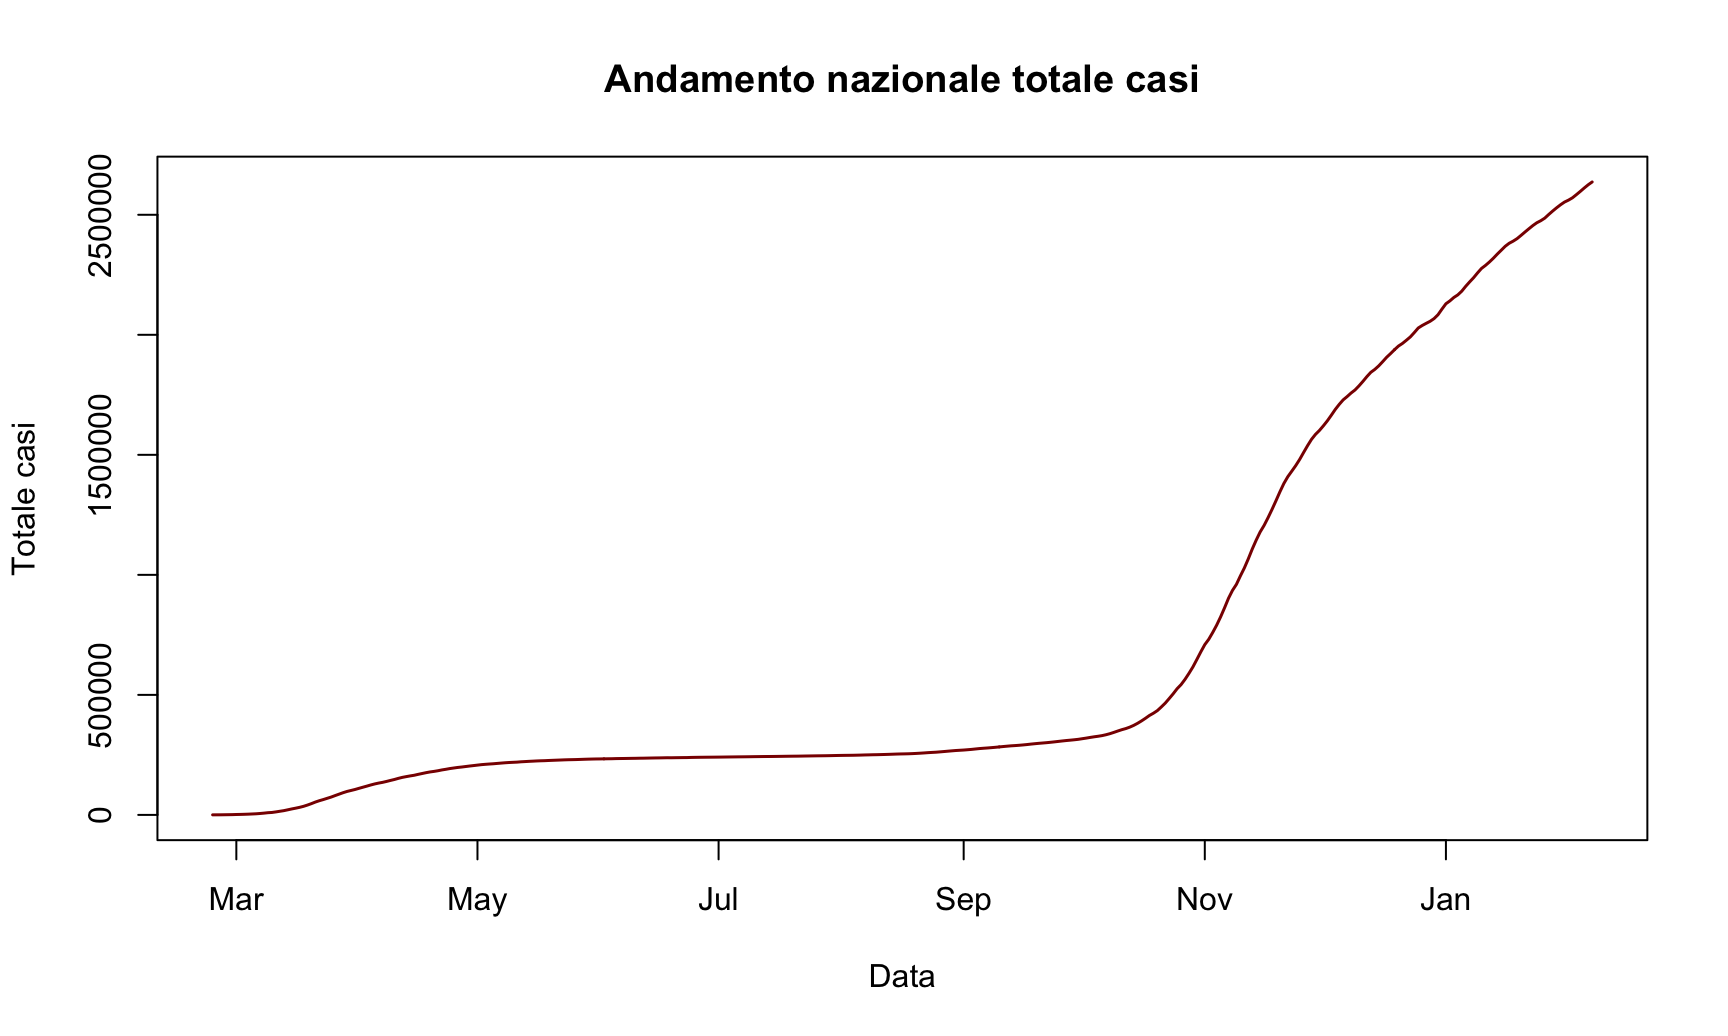 Andamento nazionale totale casi
Totale casi
2500000
1500000
500000
0
Mar May Jul Sep Nov Jan
Data